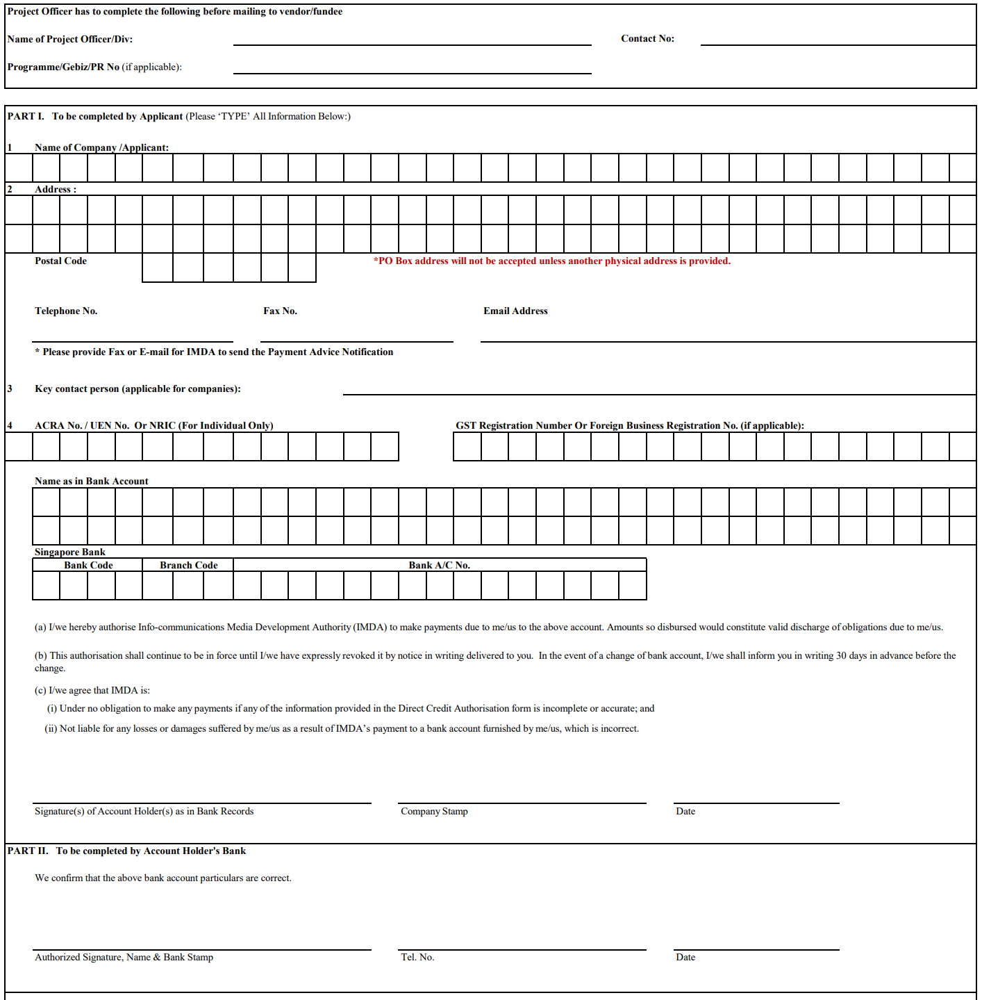 Project Officer has to complete the following before mailing to vendor/fundee
Name of Project Officer/Div: Contact No:
Programme/Gebiz/PR No (if applicable):
PART I. To be completed by Applicant (Please ‘TYPE’ All Information Below:)
1 Name of Company /Applicant:
2 Address :
Postal Code *PO Box address will not be accepted unless another physical address is provided.
Telephone No. Fax No. Email Address
* Please provide Fax or E-mail for IMDA to send the Payment Advice Notification
3 Key contact person (applicable for companies):
4 ACRA No. / UEN No. Or NRIC (For Individual Only) GST Registration Number Or Foreign Business Registration No. (if applicable):
Name as in Bank Account
Singapore Bank
Bank Code Branch Code Bank A/C No.
(a) I/we hereby authorise Info-communications Media Development Authority (IMDA) to make payments due to me/us to the above account. Amounts so disbursed would constitute valid discharge of obligations due to me/us.
(b) This authorisation shall continue to be in force until I/we have expressly revoked it by notice in writing delivered to you. In the event of a change of bank account, I/we shall inform you in writing 30 days in advance before the
change.
(c) I/we agree that IMDA is:
(i) Under no obligation to make any payments if any of the information provided in the Direct Credit Authorisation form is incomplete or accurate; and
(ii) Not liable for any losses or damages suffered by me/us as a result of IMDA’s payment to a bank account furnished by me/us, which is incorrect.
Signature(s) of Account Holder(s) as in Bank Records Company Stamp Date
PART II. To be completed by Account Holder's Bank
We confirm that the above bank account particulars are correct.
Authorized Signature, Name & Bank Stamp Tel. No. Date